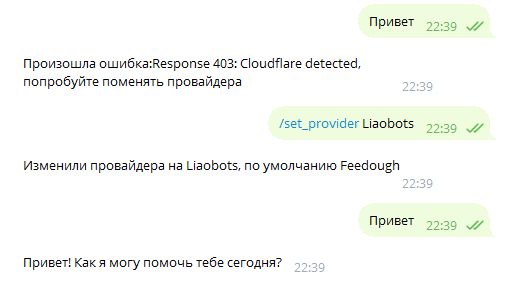 Привет 22:39
Произошла ошибка:Response 403: Cloudflare detected,
попробуйте поменять провайдера 22:39
/set_provider Liaobots 22:39
Изменили провайдера на Liaobots, по умолчанию Feedough
22:39
Привет 22:39
Привет! Как я могу помочь тебе сегодня? 22:39